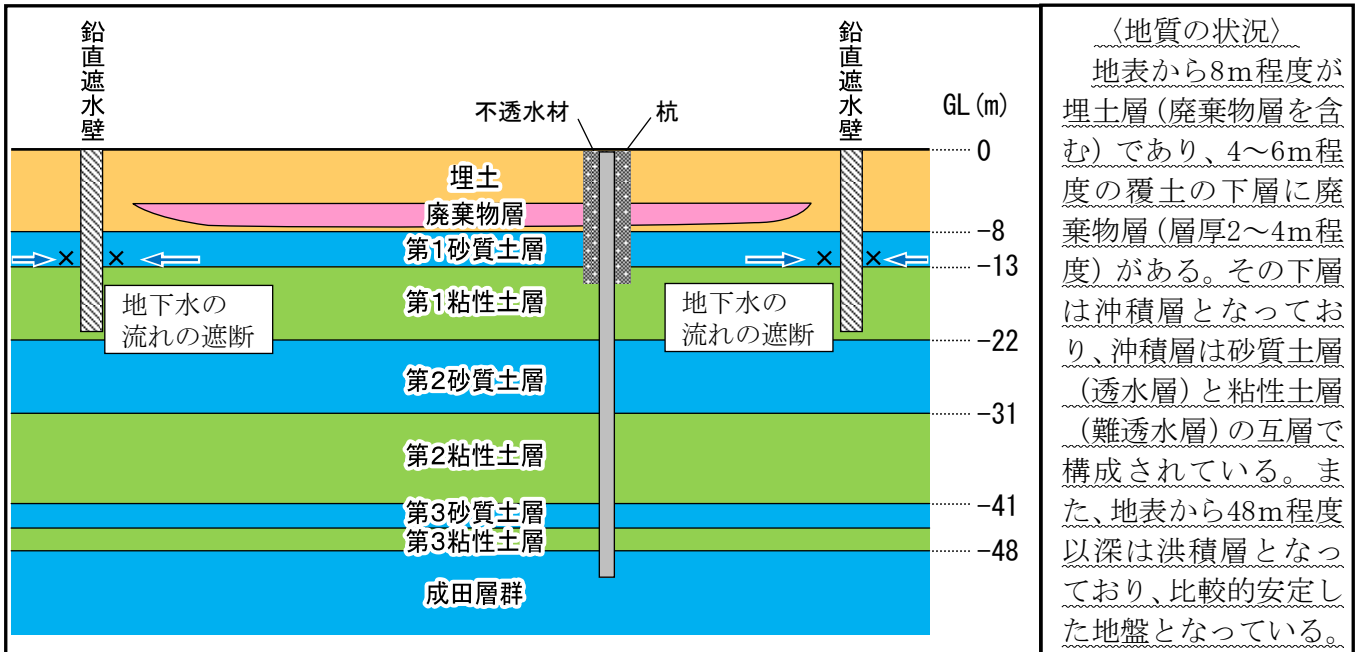 鉛直遮水壁
不透水材
杭
鉛直遮水壁
GL(m)
0
埋土
廃棄物層
-8
第1砂質土層
-13
第1粘性土層
地下水の
流れの遮断
地下水の
流れの遮断
-22
第2砂質土層
-31
第2粘性土層
-41
第3砂質土層
第3粘性土層
-48
成田層群
〈地質の状況〉
地表から8m程度が
埋土層(廃棄物層を含
む)であり、4〜6m程
度の覆土の下層に廃
棄物層(層厚2〜4m程
度)がある。その下層
は沖積層となってお
り、沖積層は砂質土層
(透水層)と粘性土層
(難透水層)の互層で
構成されている。ま
た、地表から48m程度
以深は洪積層となっ
ており、比較的安定し
た地盤となっている。